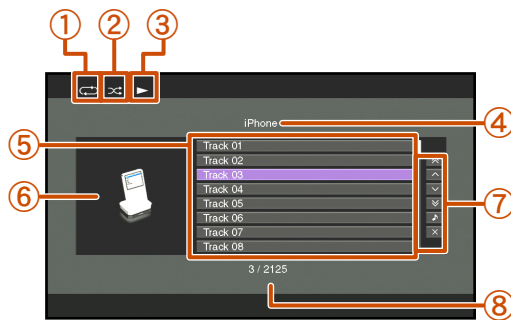 ① ② ③
iPhone ④
⑤ Track 01
Track 02
Track 03
⑥ Track 04
Track 05 ⑦
Track 06
Track 07
Track 08
3 / 2125
⑧